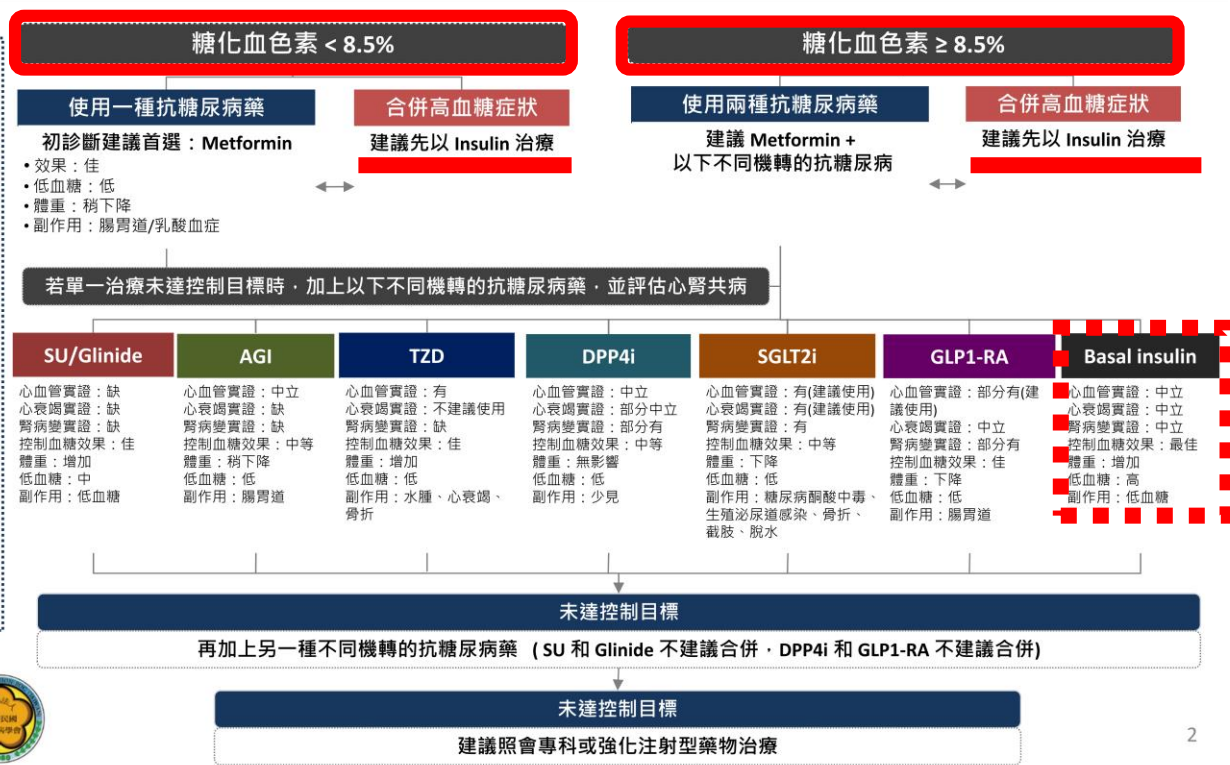 糖化血色素 < 8.5%
糖化血色素 ≥ 8.5%
使用一種抗糖尿病藥
合併高血糖症狀
使用兩種抗糖尿病藥
合併高血糖症狀
初診斷建議首選：Metformin
• 效果：佳
• 低血糖：低
• 體重：稍下降
• 副作用：腸胃道/乳酸血症
建議先以 Insulin 治療
建議 Metformin +
以下不同機轉的抗糖尿病
建議先以 Insulin 治療
若單一治療未達控制目標時，加上以下不同機轉的抗糖尿病藥，並評估心腎共病
SU/Glinide
心血管實證：缺
心衰竭實證：缺
腎病變實證：缺
控制血糖效果：佳
體重：增加
低血糖：中
副作用：低血糖
AGI
心血管實證：中立
心衰竭實證：缺
腎病變實證：缺
控制血糖效果：中等
體重：稍下降
低血糖：低
副作用：腸胃道
TZD
心血管實證：有
心衰竭實證：不建議使用
腎病變實證：缺
控制血糖效果：佳
體重：增加
低血糖：低
副作用：水腫、心衰竭、
骨折
DPP4i
心血管實證：中立
心衰竭實證：部分中立
腎病變實證：部分有
控制血糖效果：中等
體重：無影響
低血糖：低
副作用：少見
SGLT2i
心血管實證：有(建議使用)
心衰竭實證：有(建議使用)
腎病變實證：有
控制血糖效果：中等
體重：下降
低血糖：低
副作用：糖尿病酮酸中毒、
生殖泌尿道感染、骨折、
截肢、脫水
GLP1-RA
心血管實證：部分有(建
議使用)
心衰竭實證：中立
腎病變實證：部分有
控制血糖效果：佳
體重：下降
低血糖：低
副作用：腸胃道
Basal insulin
心血管實證：中立
心衰竭實證：中立
腎病變實證：中立
控制血糖效果：最佳
體重：增加
低血糖：高
副作用：低血糖
未達控制目標
再加上另一種不同機轉的抗糖尿病藥 ( SU 和 Glinide 不建議合併，DPP4i 和 GLP1-RA 不建議合併)
未達控制目標
建議照會專科或強化注射型藥物治療
2